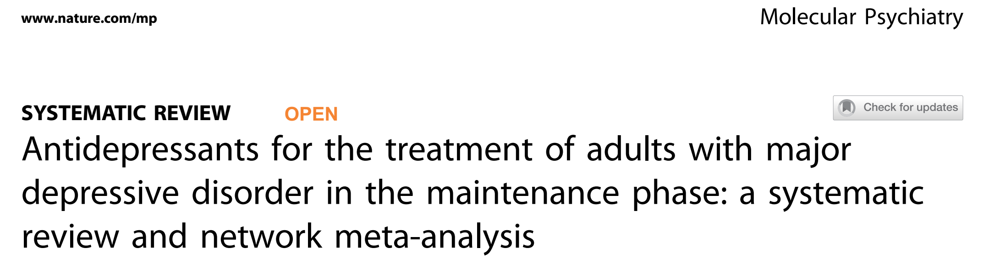 www.nature.com/mp
Molecular Psychiatry
SYSTEMATIC REVIEW OPEN
Check for updates
Antidepressants for the treatment of adults with major
depressive disorder in the maintenance phase: a systematic
review and network meta-analysis